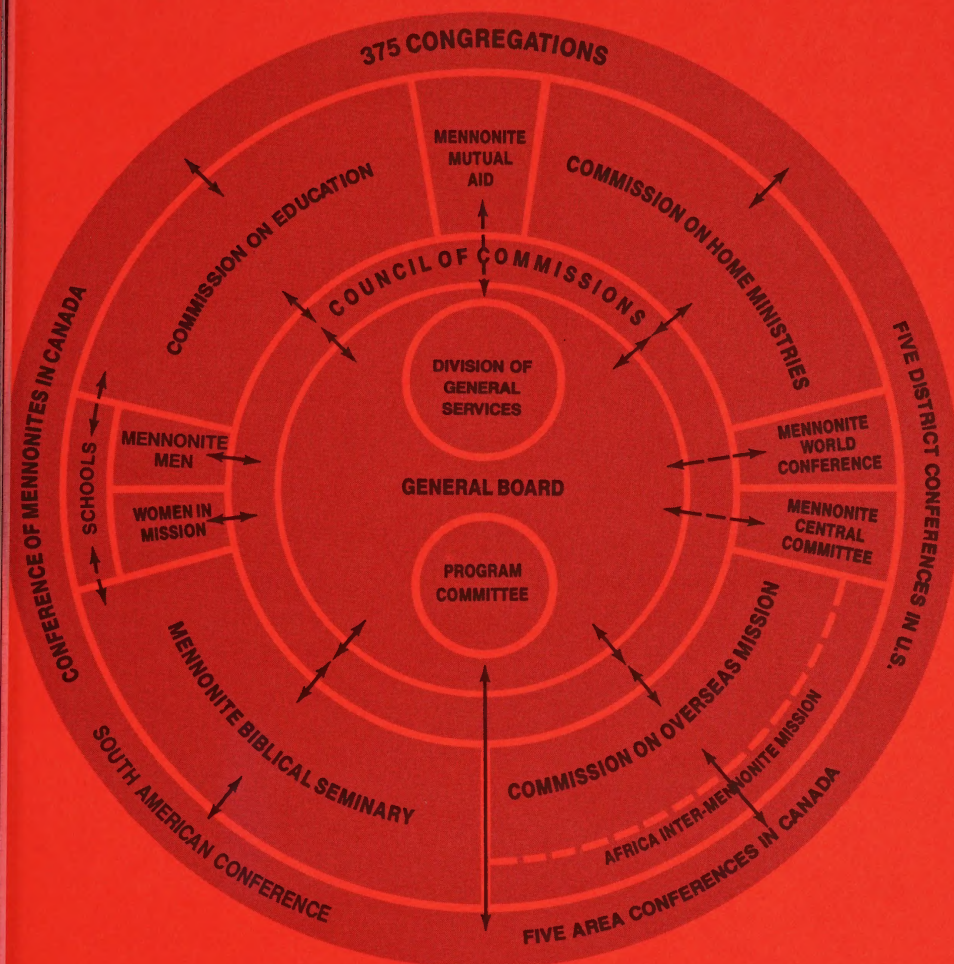 375 CONGREGATIONS
MENNONITE
MUTUAL
AID
COMMISSION ON EDUCATION
COMMISSION ON HOME MINISTRIES
COUNCIL OF COMMISSIONS
CONFERENCE OF MENNONITES IN CANADA
FIVE DISTRICT CONFERENCES IN U.S.
DIVISION OF
GENERAL
SERVICES
SCHOOLS
MENNONITE
MEN
WOMEN IN
MISSION
GENERAL BOARD
MENNONITE
WORLD
CONFERENCE
MENNONITE
CENTRAL
COMMITTEE
PROGRAM
COMMITTEE
MENNONITE BIBLICAL SEMINARY
COMMISSION ON OVERSEAS MISSION
AFRICA INTER-MENNONITE MISSION
SOUTH AMERICAN CONFERENCE
FIVE AREA CONFERENCES IN CANADA